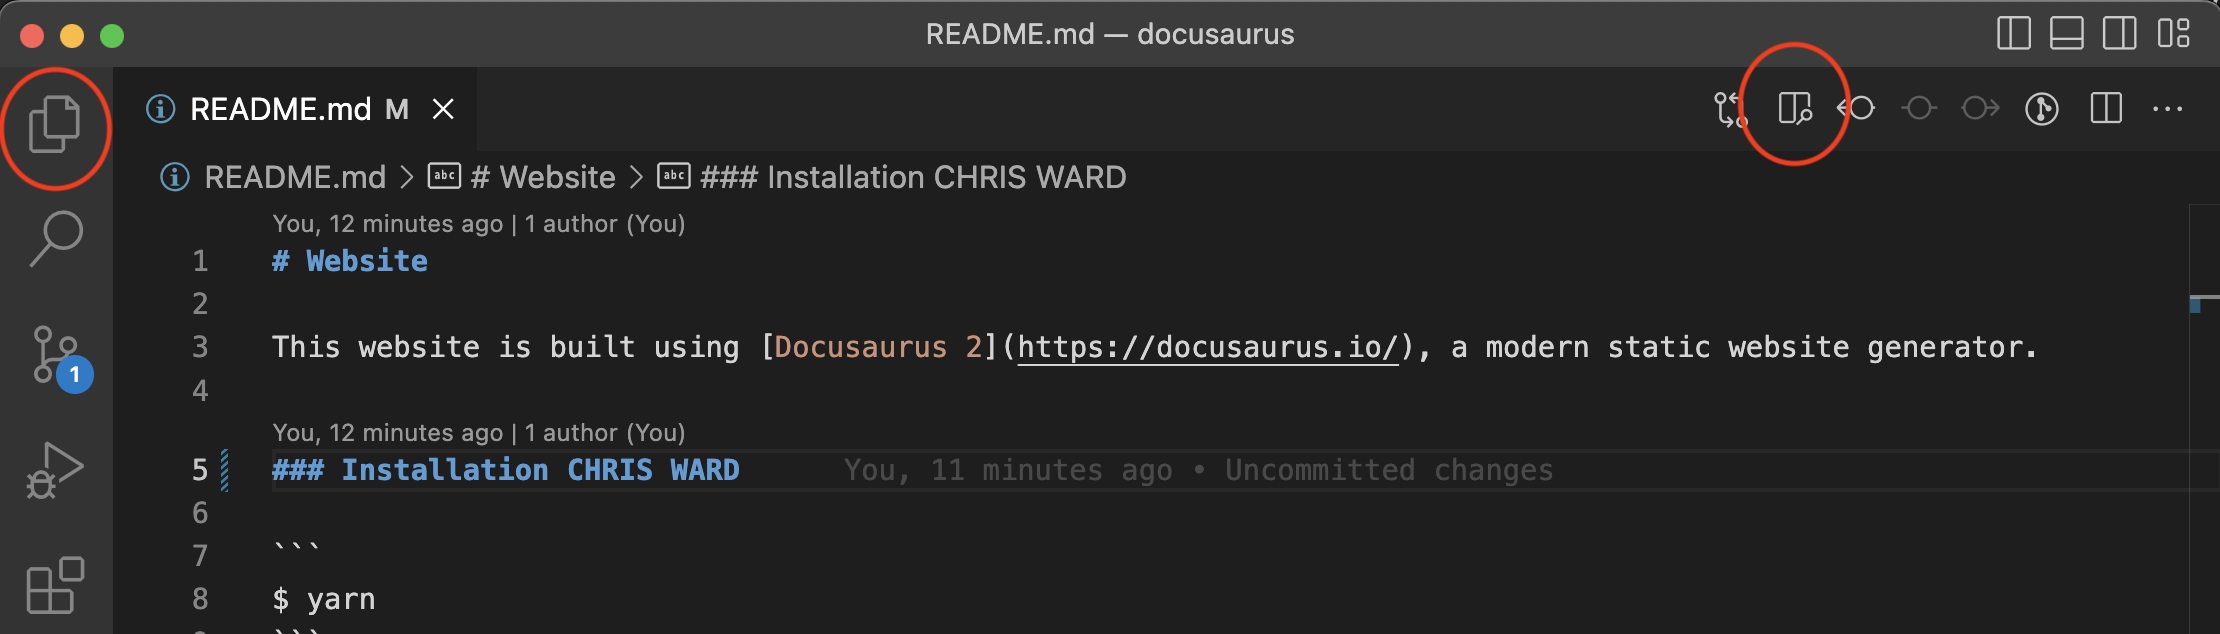 README.md — docusaurus
README.md M
README.md > abc # Website > abc ### Installation CHRIS WARD
You, 12 minutes ago | 1 author (You)
1 # Website
2
3 This website is built using [Docusaurus 2](https://docusaurus.io/), a modern static website generator.
4
You, 12 minutes ago | 1 author (You)
5 ### Installation CHRIS WARD You, 11 minutes ago • Uncommitted changes
6
7 ```
8 $ yarn
```
1